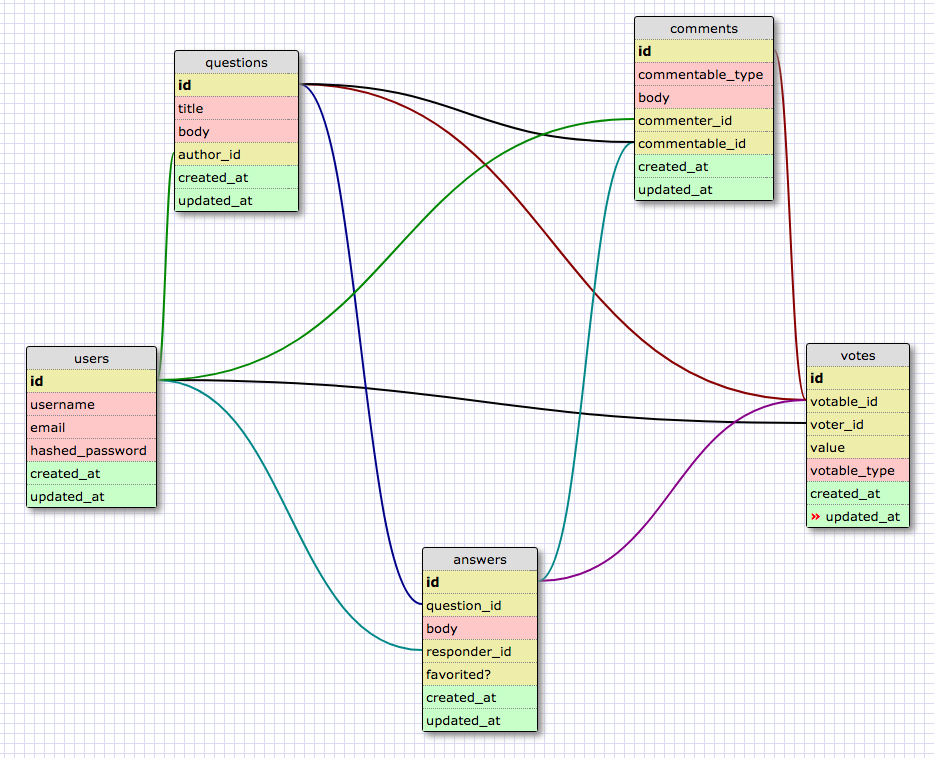 comments
id
commentable_type
body
commenter_id
commentable_id
created_at
updated_at
questions
id
title
body
author_id
created_at
updated_at
users
id
username
email
hashed_password
created_at
updated_at
votes
id
votable_id
voter_id
value
votable_type
created_at
» updated_at
answers
id
question_id
body
responder_id
favorited?
created_at
updated_at